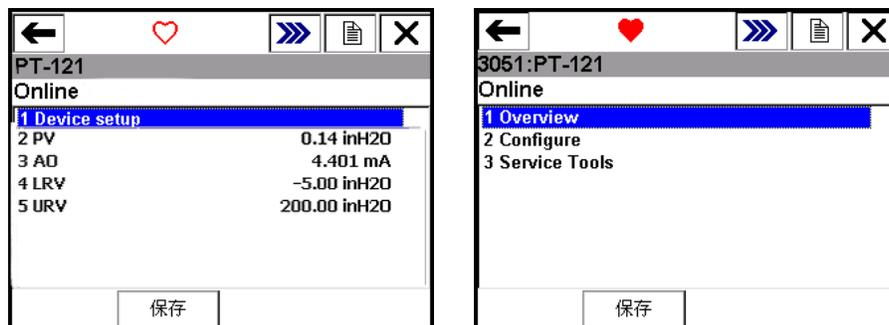 PT-121
Online
1 Device setup
2 PV 0.14 inH2O
3 AO 4.401 mA
4 LRV -5.00 inH2O
5 URV 200.00 inH2O
保存
3051:PT-121
Online
1 Overview
2 Configure
3 Service Tools
保存